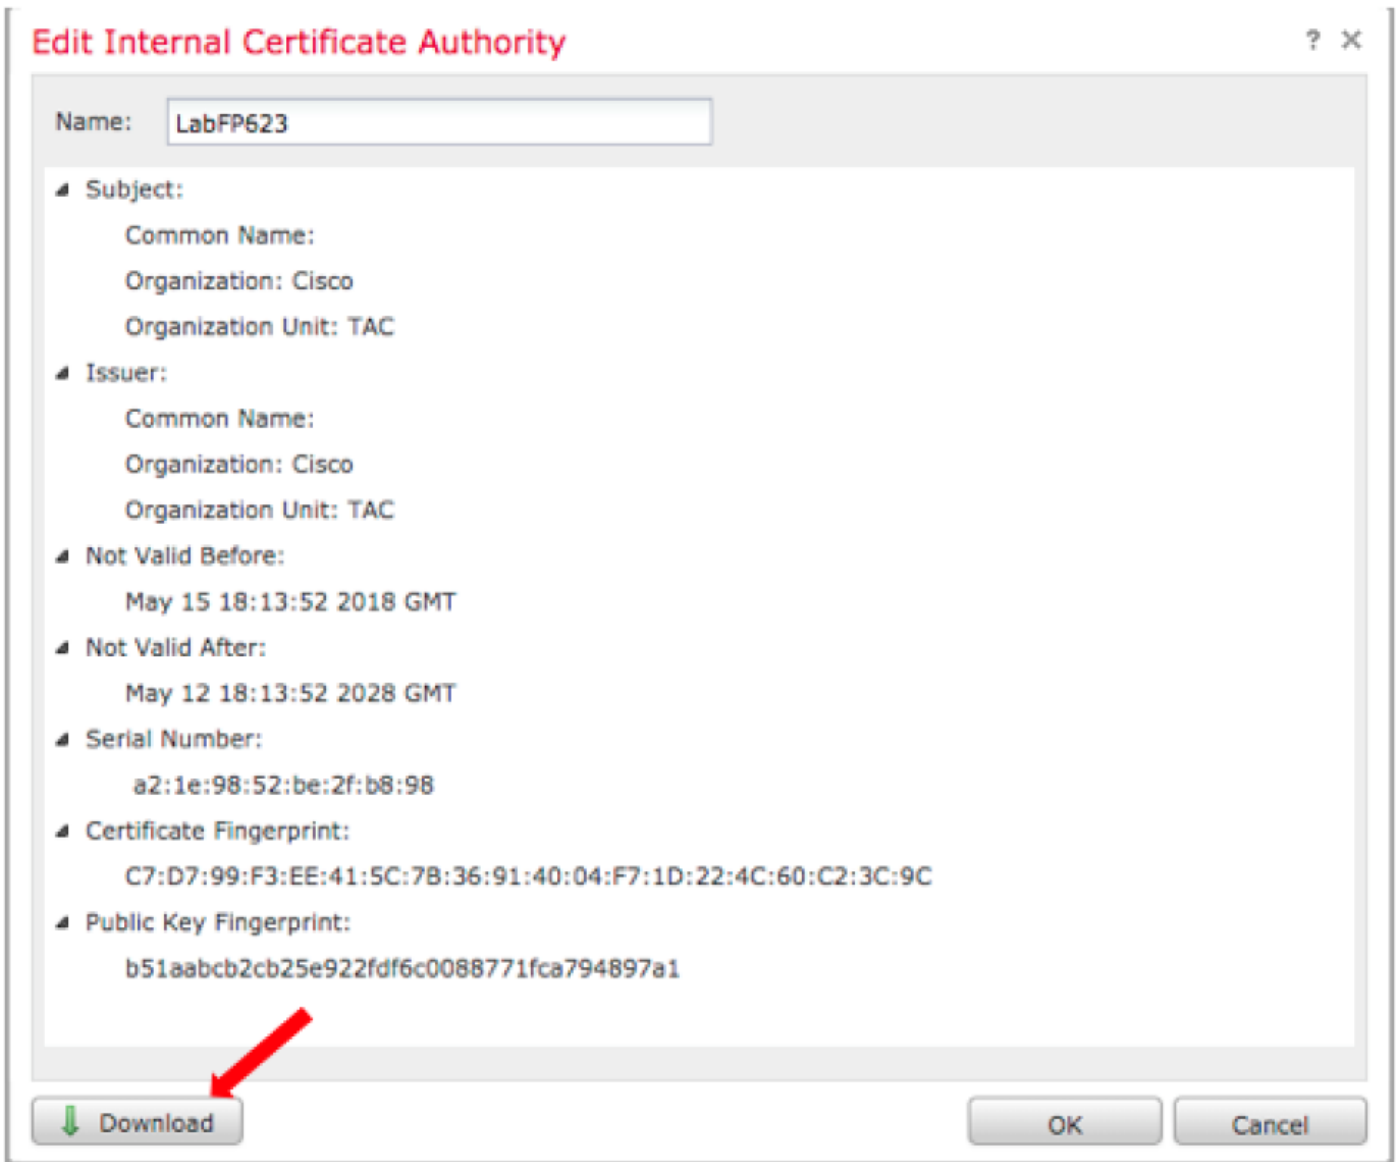 Edit Internal Certificate Authority
? ×
Name: LabFP623
Subject:
Common Name:
Organization: Cisco
Organization Unit: TAC
Issuer:
Common Name:
Organization: Cisco
Organization Unit: TAC
Not Valid Before:
May 15 18:13:52 2018 GMT
Not Valid After:
May 12 18:13:52 2028 GMT
Serial Number:
a2:1e:98:52:be:2f:b8:98
Certificate Fingerprint:
C7:D7:99:F3:EE:41:5C:7B:36:91:40:04:F7:1D:22:4C:60:C2:3C:9C
Public Key Fingerprint:
b51aabcb2cb25e922fdf6c0088771fca794897a1
Download
OK
Cancel